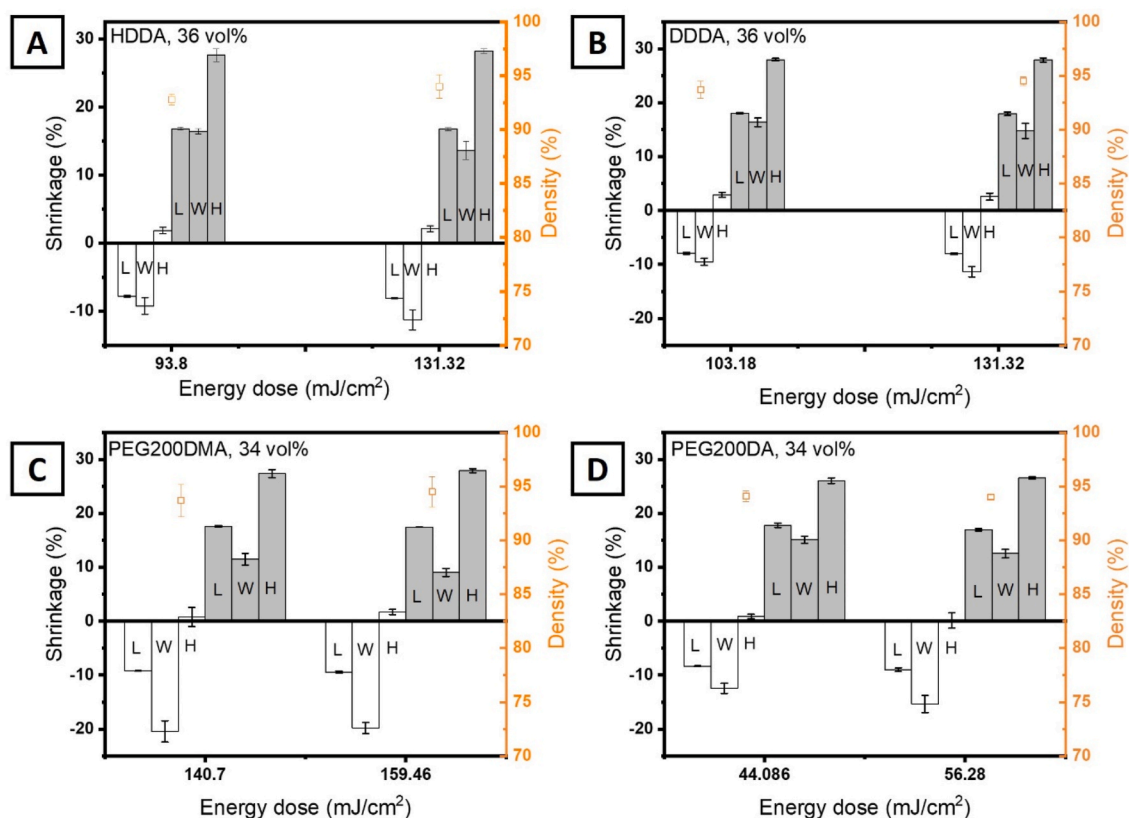 A
HDDA, 36 vol%
Shrinkage (%)
30
20
10
0
-10
L W H
L W H
L W H
L W H
100
95
90
85
80
75
70
Density (%)
93.8
131.32
Energy dose (mJ/cm²)
B
DDDA, 36 vol%
Shrinkage (%)
30
20
10
0
-10
-20
L W H
L W H
L W H
L W H
100
95
90
85
80
75
70
Density (%)
103.18
131.32
Energy dose (mJ/cm²)
C
PEG200DMA, 34 vol%
Shrinkage (%)
30
20
10
0
-10
-20
L W H
L W H
L W H
L W H
100
95
90
85
80
75
70
Density (%)
140.7
159.46
Energy dose (mJ/cm²)
D
PEG200DA, 34 vol%
Shrinkage (%)
30
20
10
0
-10
-20
L W H
L W H
L W H
L W H
100
95
90
85
80
75
70
Density (%)
44.086
56.28
Energy dose (mJ/cm²)